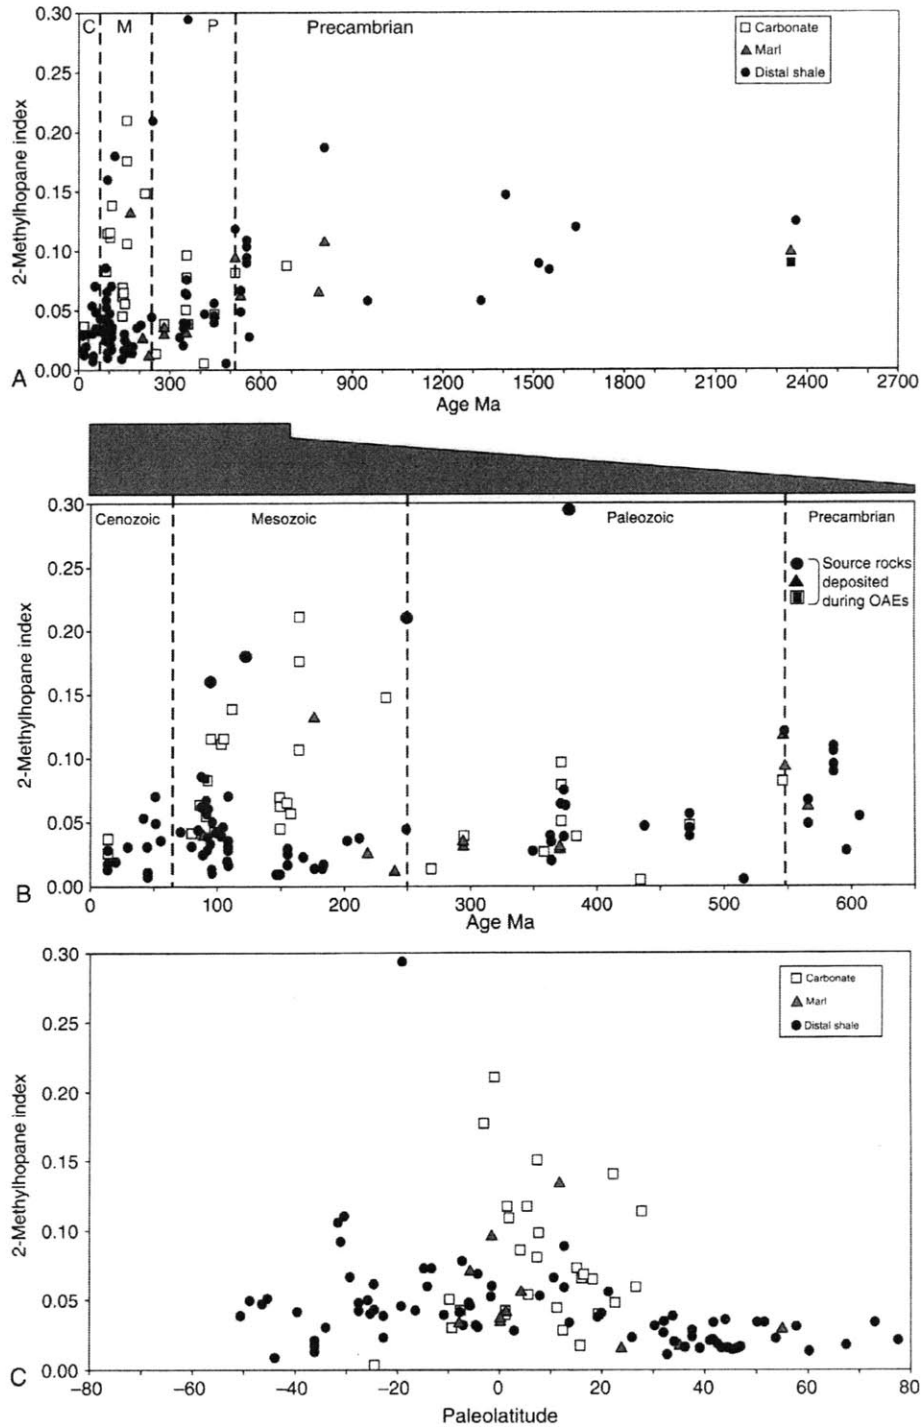 C M P Precambrian
Carbonate
Marl
Distal shale
0.30
0.25
0.20
0.15
0.10
0.05
0.00
2-Methylhopane index
A
0 300 600 900 1200 1500 1800 2100 2400 2700
Age Ma
Cenozoic Mesozoic Paleozoic Precambrian
Source rocks
deposited
during OAEs
0.30
0.25
0.20
0.15
0.10
0.05
0.00
2-Methylhopane index
B
0 100 200 300 400 500 600
Age Ma
Carbonate
Marl
Distal shale
0.30
0.25
0.20
0.15
0.10
0.05
0.00
2-Methylhopane index
C
−80 −60 −40 −20 0 20 40 60 80
Paleolatitude